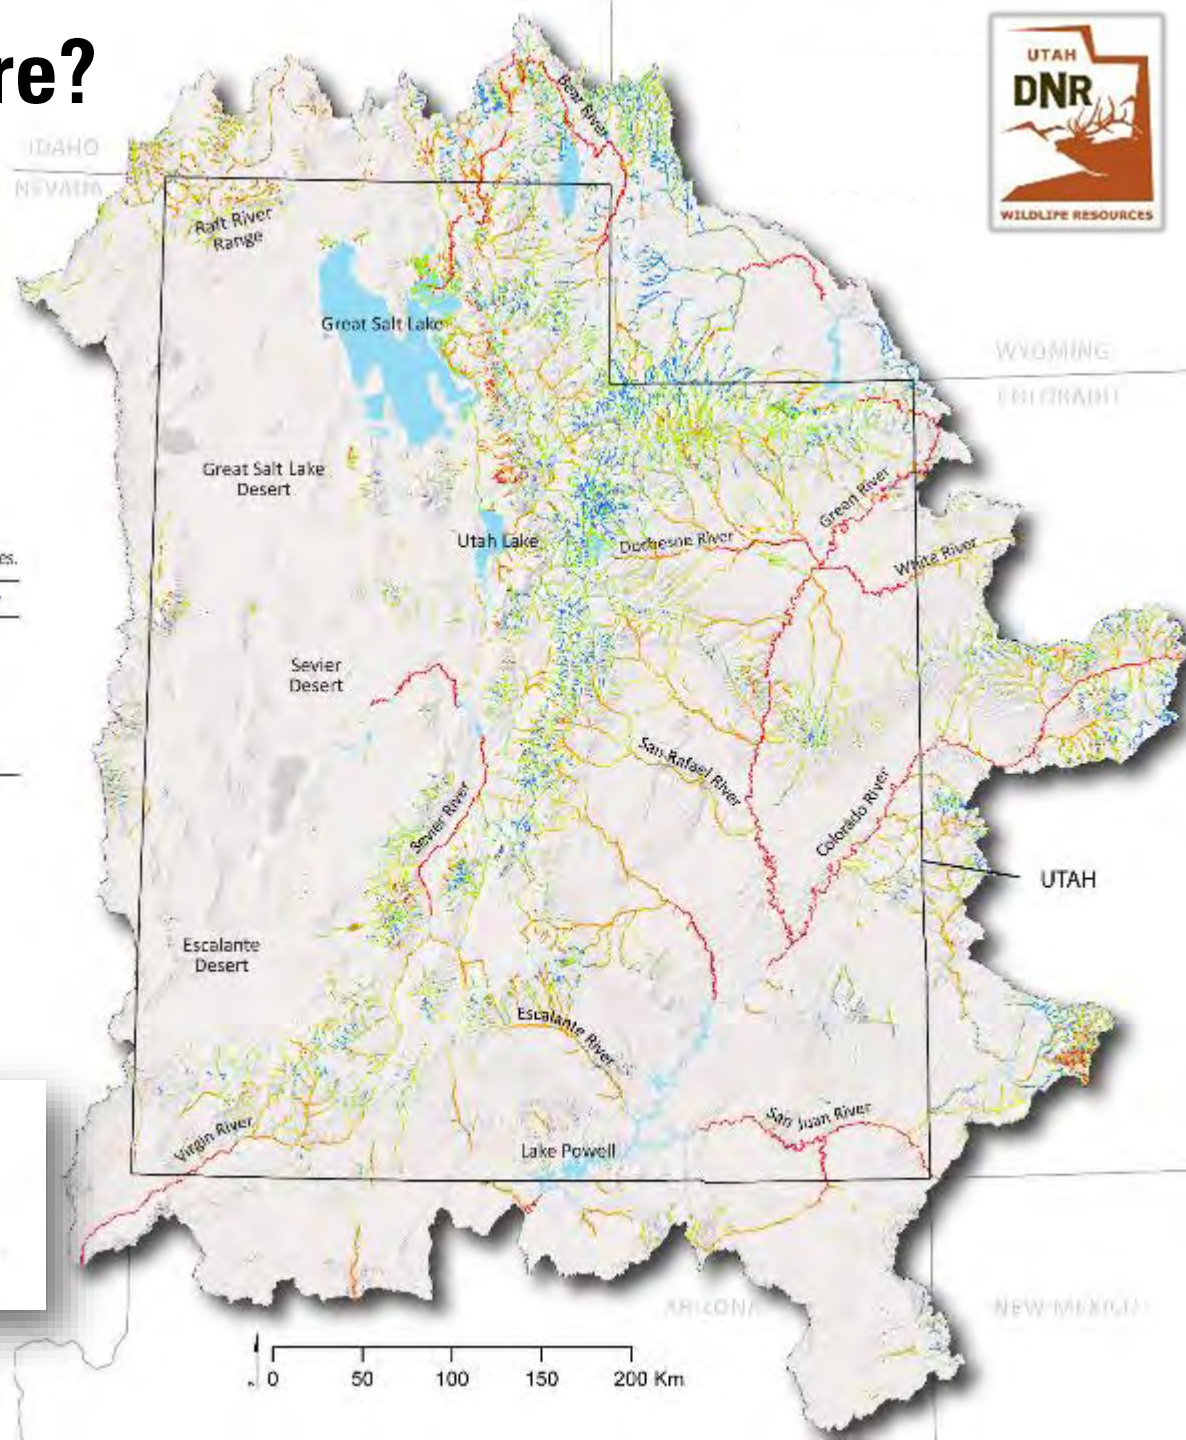 re?
UTAH
DNR
WILDLIFE RESOURCES
IDAHO
NEVADA
Bear River
Raft River
Range
Great Salt Lake
WYOMING
COLORADO
Great Salt Lake
Desert
Green River
Utah Lake
Duchesne River
White River
es.
Sevier
Desert
San Rafael River
Colorado River
Sevier River
UTAH
Escalante
Desert
Escalante River
Virgin River
San Juan River
Lake Powell
ARIZONA
NEW MEXICO
0 50 100 150 200 Km